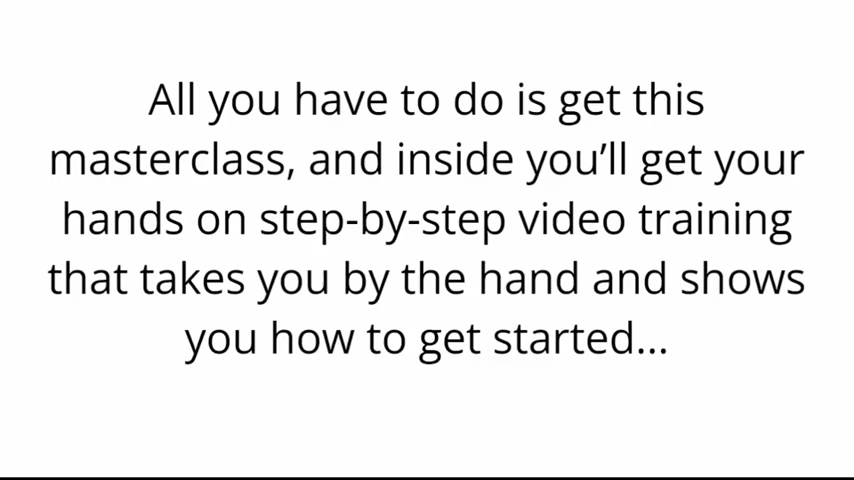 All you have to do is get this
masterclass, and inside you’ll get your
hands on step-by-step video training
that takes you by the hand and shows
you how to get started...